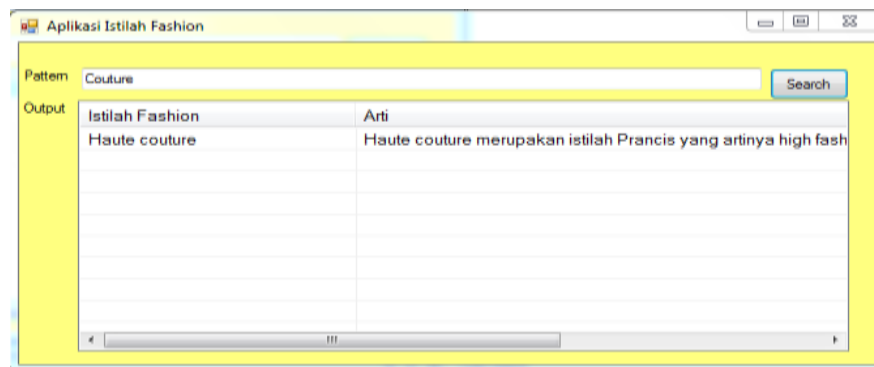 Aplikasi Istilah Fashion
Pattern Couture
Search
Output
Istilah Fashion Arti
Haute couture Haute couture merupakan istilah Prancis yang artinya high fash